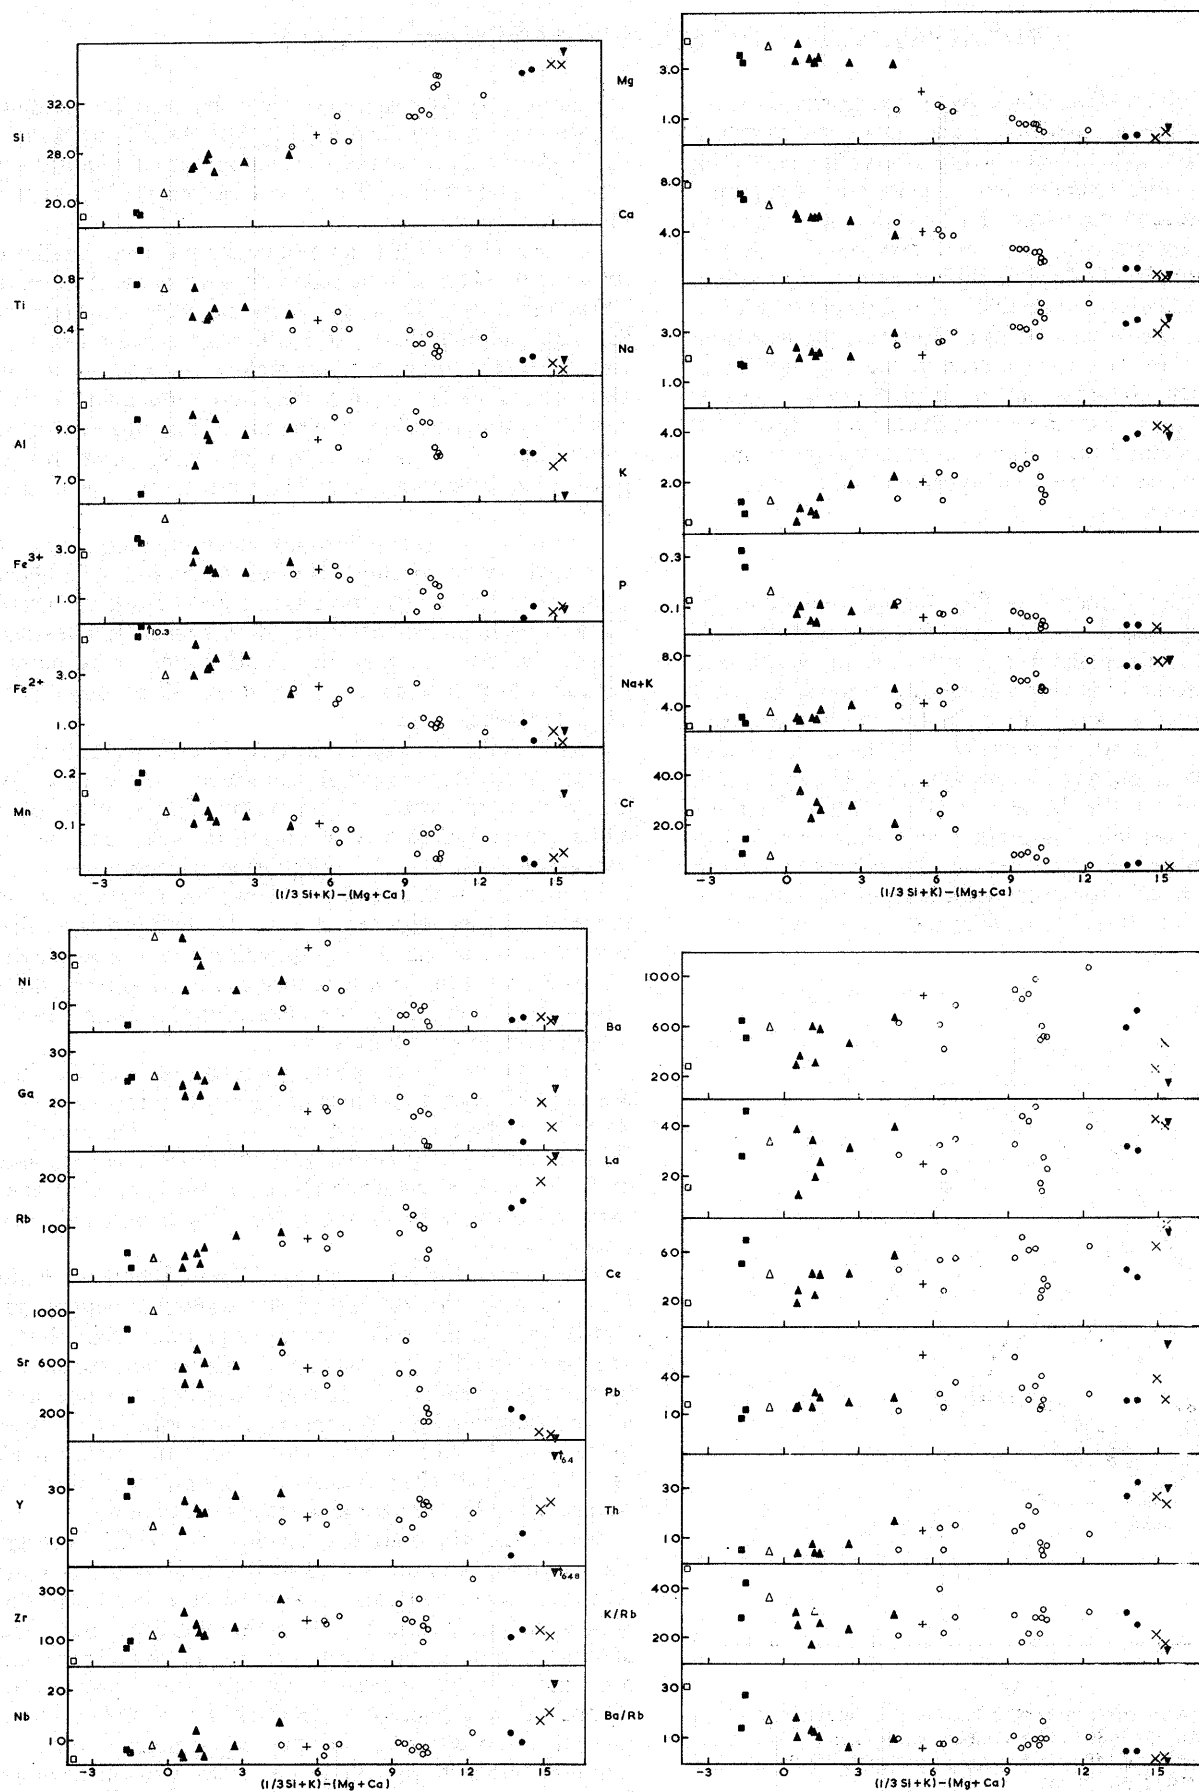 Si
32.0
28.0
20.0
Ti
0.8
0.4
Al
9.0
7.0
Fe3+
3.0
1.0
Fe2+
↑10.3
3.0
1.0
Mn
0.2
0.1
−3 0 3 6 9 12 15
(1/3 Si+K)−(Mg+Ca)
Mg
3.0
1.0
Ca
8.0
4.0
Na
3.0
1.0
K
4.0
2.0
P
0.3
0.1
Na+K
8.0
4.0
Cr
40.0
20.0
−3 0 3 6 9 12 15
(1/3 Si+K)−(Mg+Ca)
Ni
30
10
Ga
30
20
Rb
200
100
Sr
1000
600
200
Y
↑64
30
10
Zr
↑648
300
100
Nb
20
10
−3 0 3 6 9 12 15
(1/3Si+K)−(Mg+Ca)
Ba
1000
600
200
La
40
20
Ce
60
20
Pb
40
10
Th
30
10
K/Rb
400
200
Ba/Rb
30
10
−3 0 3 6 9 12 15
(1/3 Si+K)−(Mg+Ca)